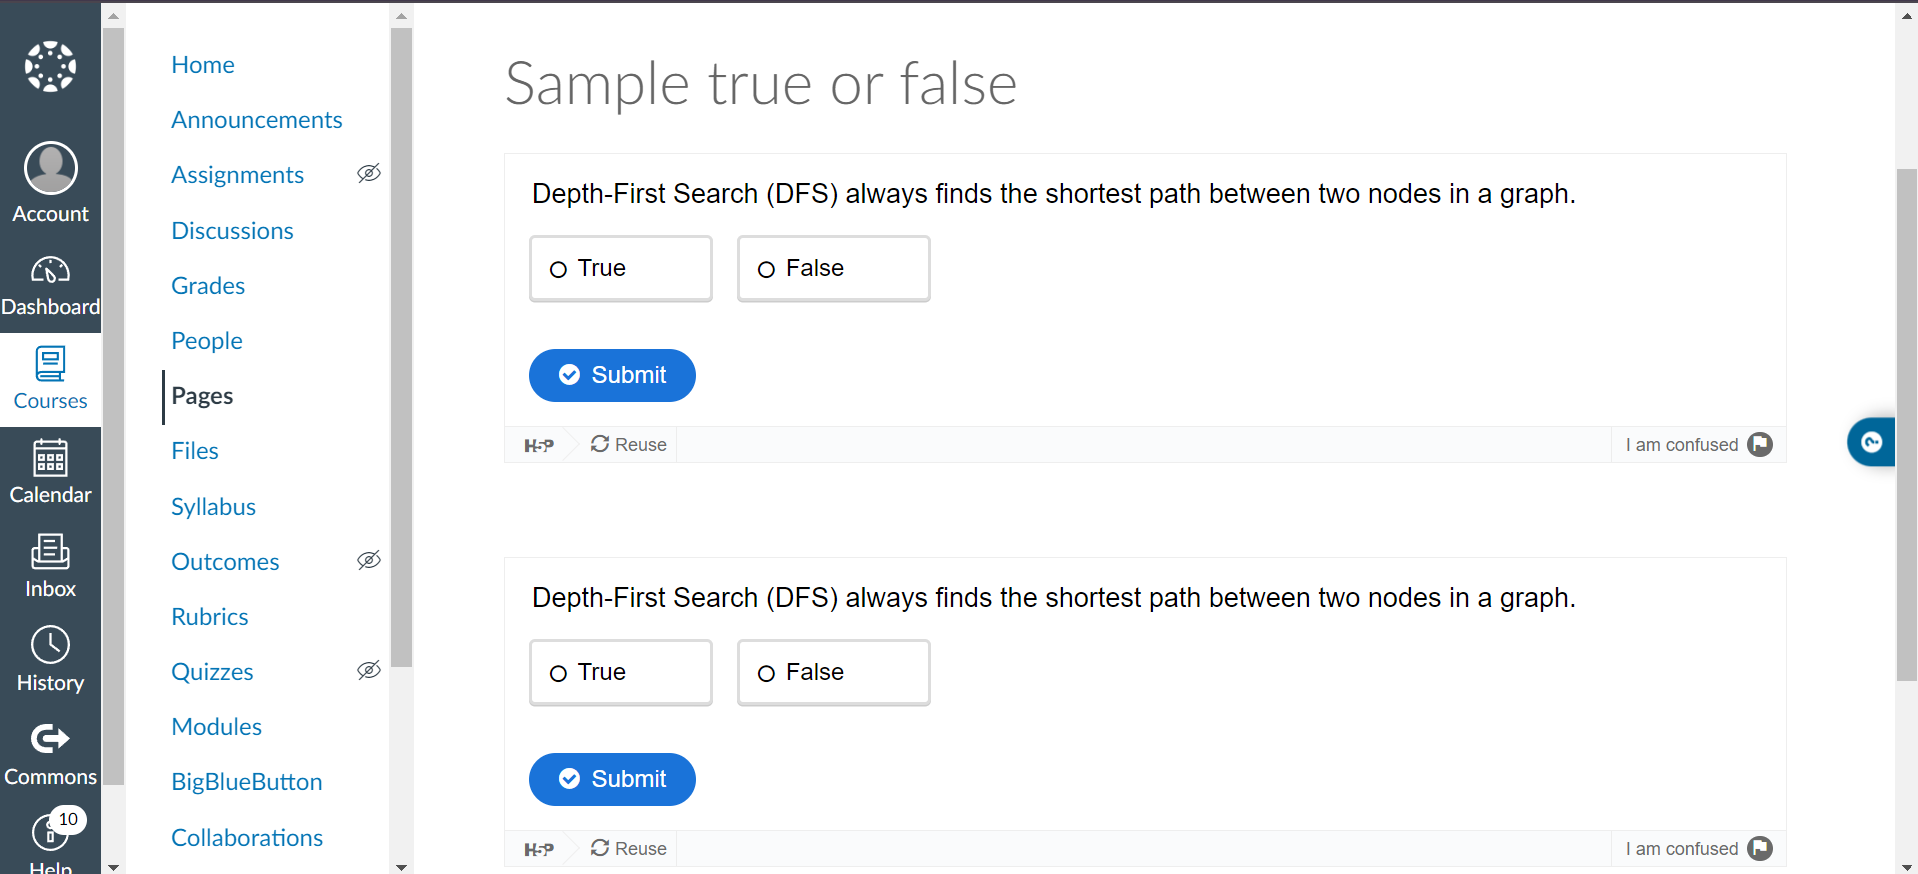 Account
Dashboard
Courses
Calendar
Inbox
History
Commons
10
Help
Home
Announcements
Assignments
Discussions
Grades
People
Pages
Files
Syllabus
Outcomes
Rubrics
Quizzes
Modules
BigBlueButton
Collaborations
Sample true or false
Depth-First Search (DFS) always finds the shortest path between two nodes in a graph.
True False
Submit
H5P Reuse I am confused
Depth-First Search (DFS) always finds the shortest path between two nodes in a graph.
True False
Submit
H5P Reuse I am confused